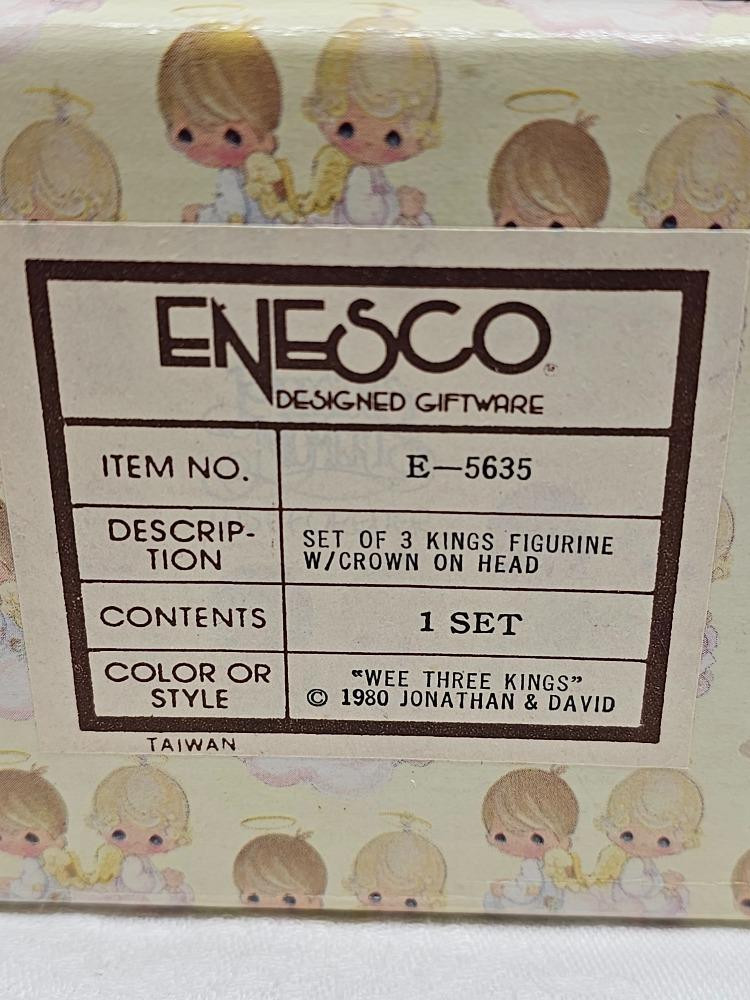 ENESCO
DESIGNED GIFTWARE
ITEM NO. E—5635
DESCRIP-
TION
SET OF 3 KINGS FIGURINE
W/CROWN ON HEAD
CONTENTS 1 SET
COLOR OR
STYLE
“WEE THREE KINGS”
© 1980 JONATHAN & DAVID
TAIWAN